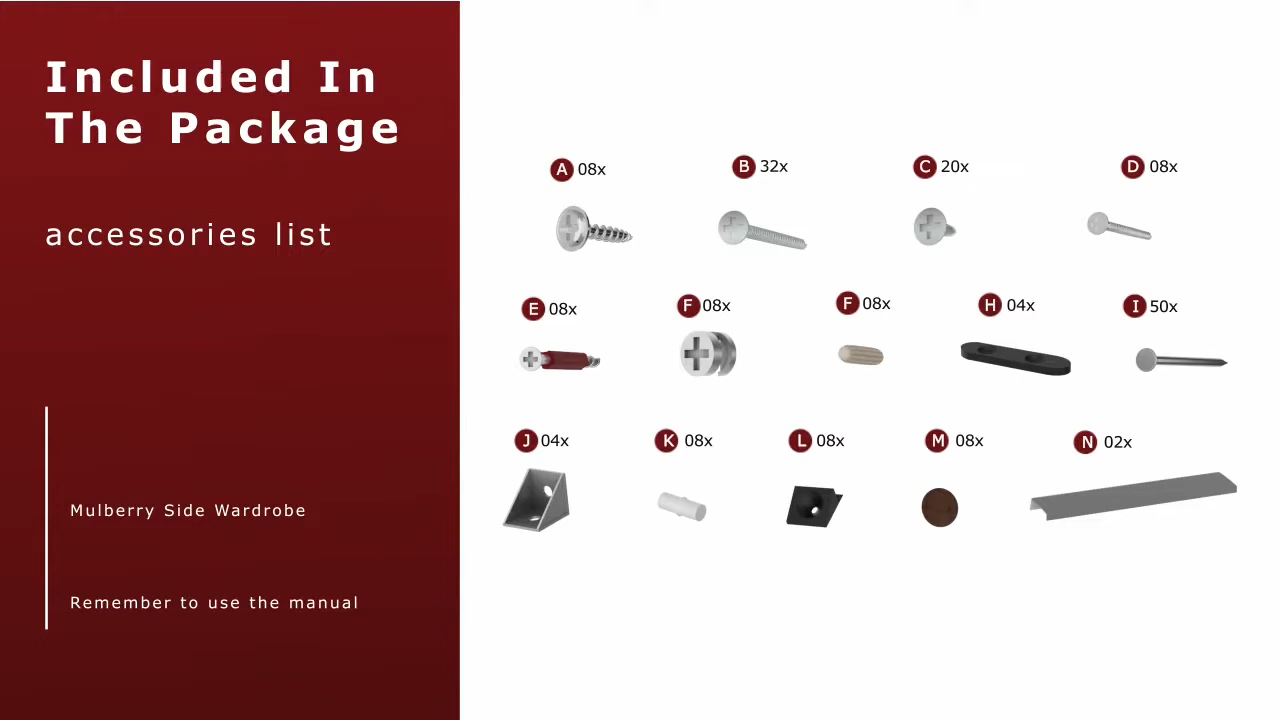 Included In
The Package
accessories list
Mulberry Side Wardrobe
Remember to use the manual
A 08x
B 32x
C 20x
D 08x
E 08x
F 08x
F 08x
H 04x
I 50x
J 04x
K 08x
L 08x
M 08x
N 02x